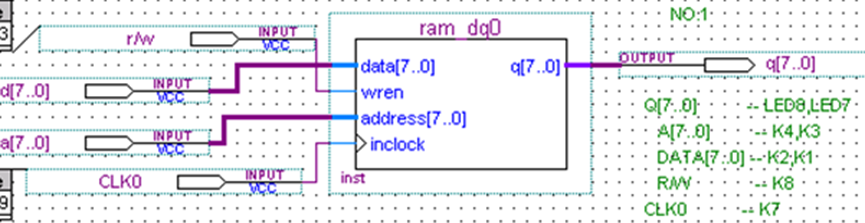 NO:1
3
r/w
INPUT
VCC
ram_dq0
d[7..0]
INPUT
VCC
data[7..0]
q[7..0]
OUTPUT
q[7..0]
wren
a[7..0]
INPUT
VCC
address[7..0]
inclock
CLK0
INPUT
VCC
inst
9
Q[7..0] -- LED8,LED7
A[7..0] -- K4,K3
DATA[7..0] --K2,K1
R/W -- K8
CLK0 -- K7